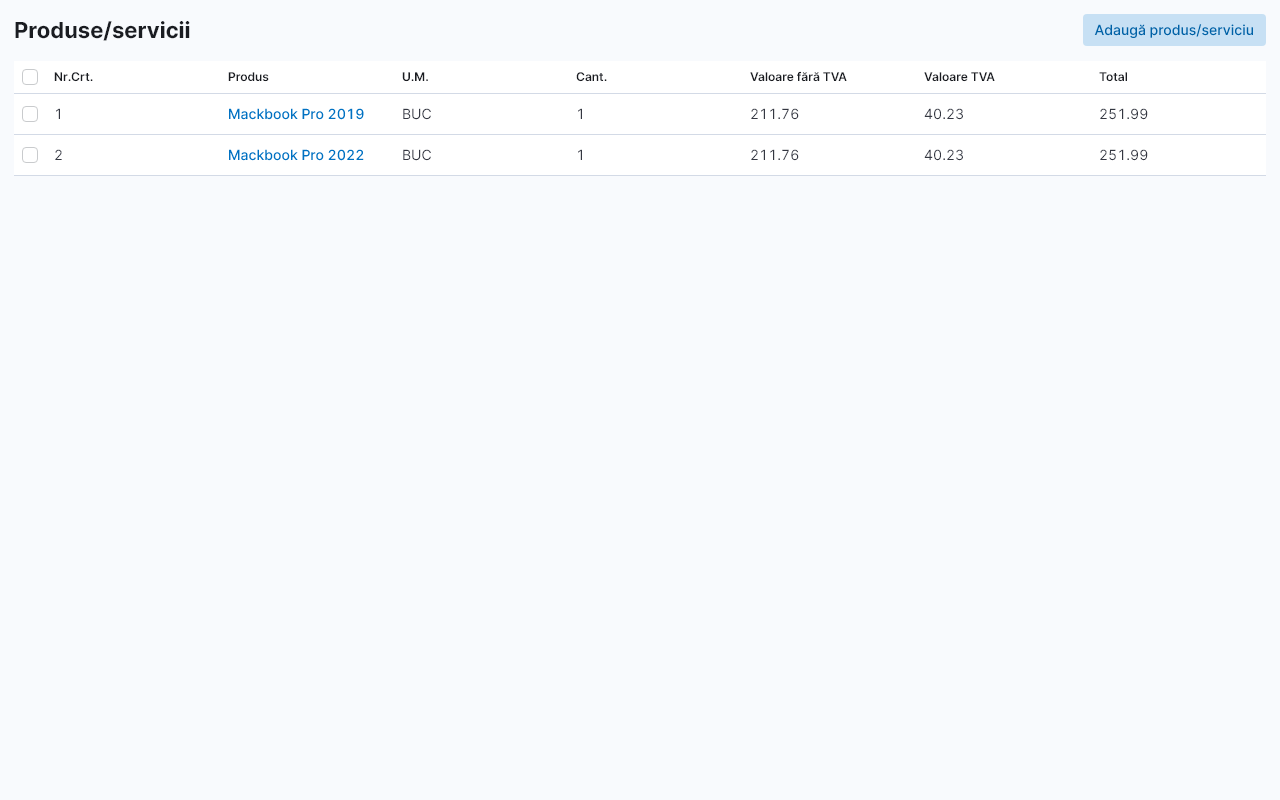 Produse/servicii
Adaugă produs/serviciu
Nr.Crt. Produs U.M. Cant. Valoare fără TVA Valoare TVA Total
1 Mackbook Pro 2019 BUC 1 211.76 40.23 251.99
2 Mackbook Pro 2022 BUC 1 211.76 40.23 251.99